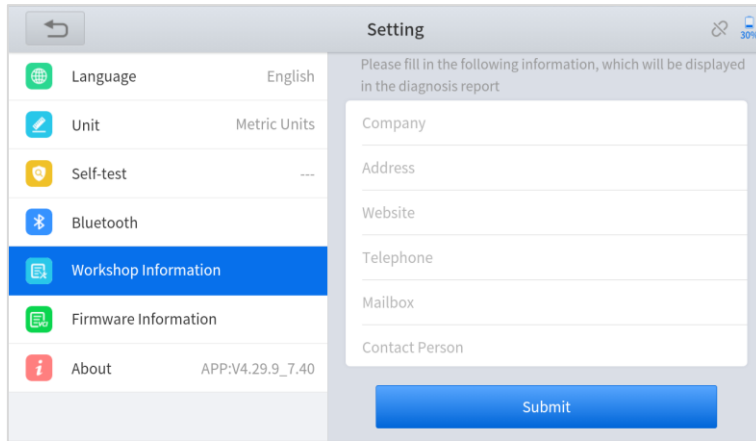 Setting
30%
Language English
Unit Metric Units
Self-test ---
Bluetooth
Workshop Information
Firmware Information
About APP:V4.29.9_7.40
Please fill in the following information, which will be displayed
in the diagnosis report
Company
Address
Website
Telephone
Mailbox
Contact Person
Submit